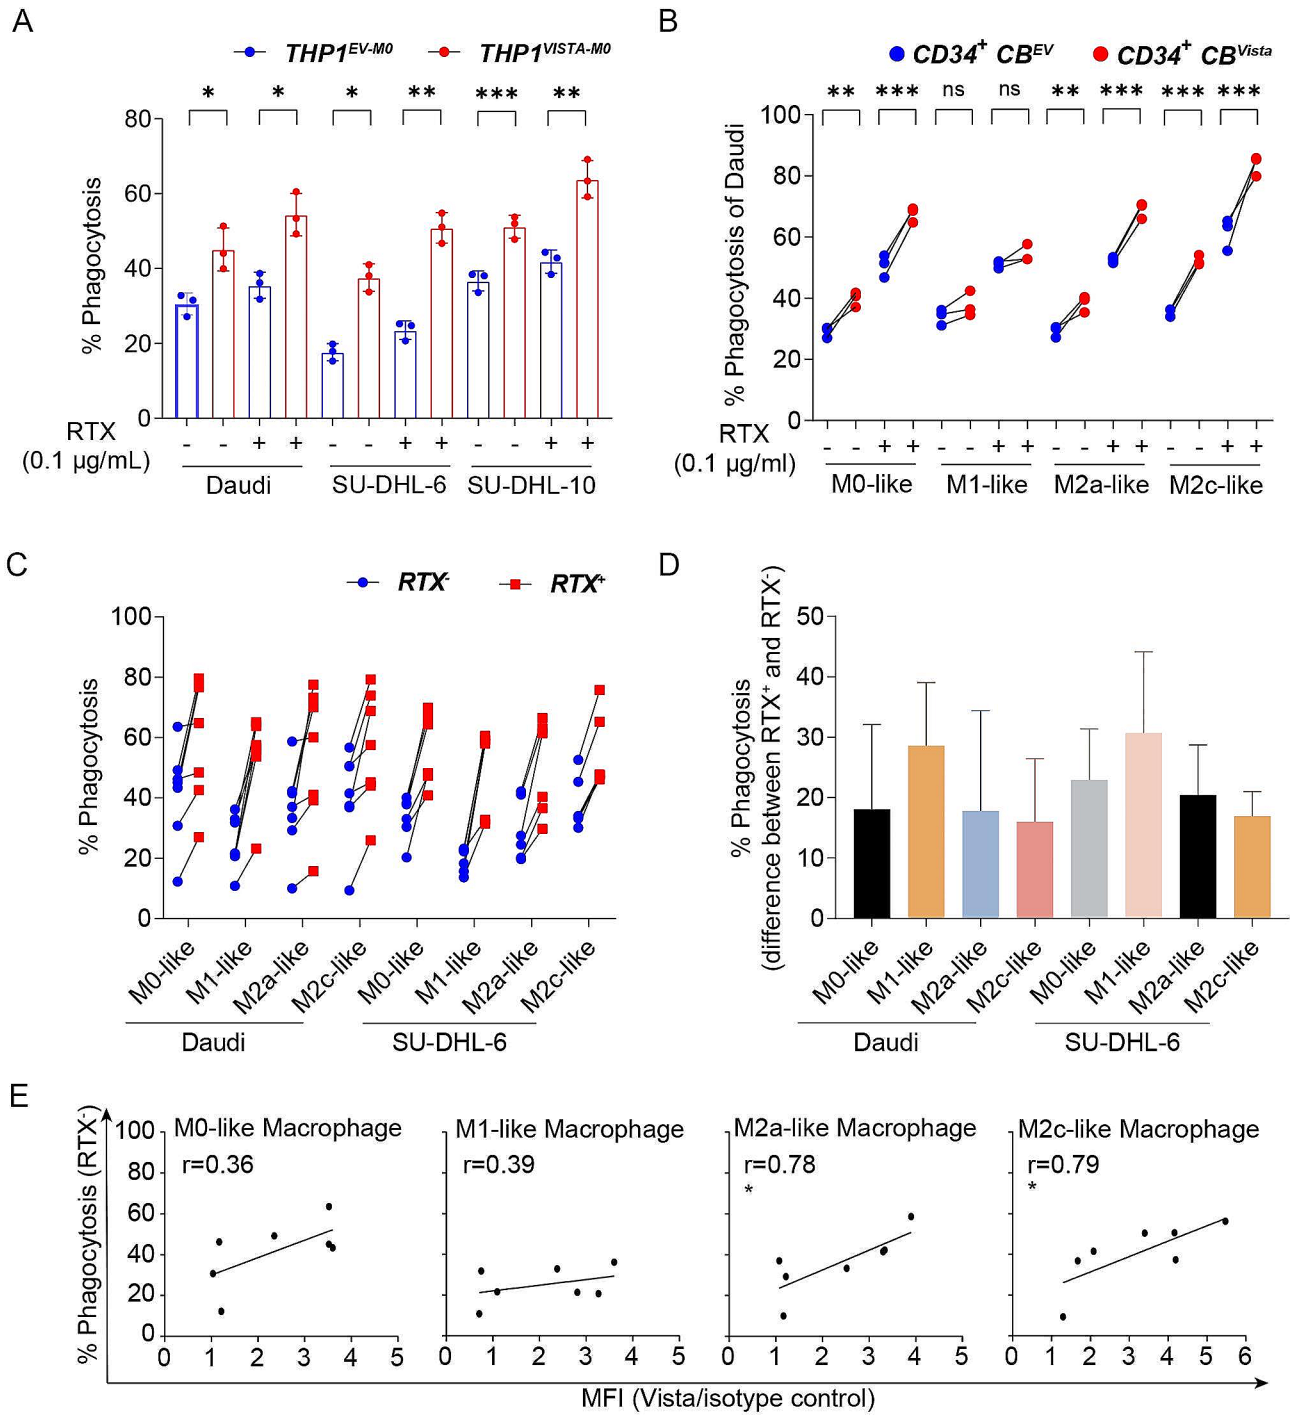 A
THP1^EV-M0 THP1^VISTA-M0
* * * ** *** **
80
60
40
20
0
% Phagocytosis
RTX
(0.1 µg/mL)
- - + + - - + + - - + +
Daudi SU-DHL-6 SU-DHL-10
B
CD34⁺ CB^EV CD34⁺ CB^Vista
** *** ns ns ** *** *** ***
100
80
60
40
20
0
% Phagocytosis of Daudi
RTX
(0.1 µg/ml)
- - + + - - + + - - + + - - + +
M0-like M1-like M2a-like M2c-like
C
RTX⁻ RTX⁺
100
80
60
40
20
0
% Phagocytosis
M0-like M1-like M2a-like M2c-like M0-like M1-like M2a-like M2c-like
Daudi SU-DHL-6
D
50
40
30
20
10
0
% Phagocytosis
(difference between RTX⁺ and RTX⁻)
M0-like M1-like M2a-like M2c-like M0-like M1-like M2a-like M2c-like
Daudi SU-DHL-6
E
% Phagocytosis (RTX⁻)
100
80
60
40
20
0
M0-like Macrophage
r=0.36
0 1 2 3 4 5
M1-like Macrophage
r=0.39
0 1 2 3 4 5
M2a-like Macrophage
r=0.78
*
0 1 2 3 4 5
M2c-like Macrophage
r=0.79
*
0 1 2 3 4 5 6
MFI (Vista/isotype control)